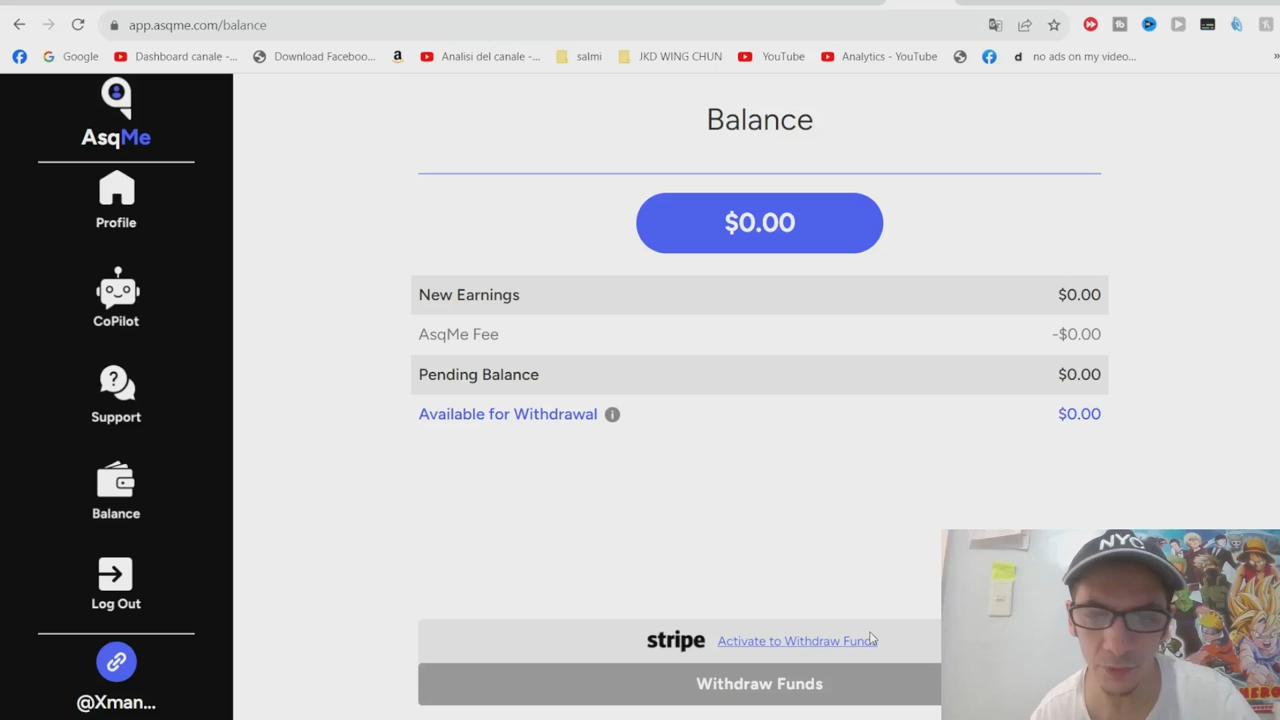 app.asqme.com/balance
Google
Dashboard canale -...
Download Faceboo...
Analisi del canale -...
salmi
JKD WING CHUN
YouTube
Analytics - YouTube
no ads on my video...
AsqMe
Profile
CoPilot
Support
Balance
Log Out
@Xman...
Balance
$0.00
New Earnings $0.00
AsqMe Fee -$0.00
Pending Balance $0.00
Available for Withdrawal $0.00
stripe Activate to Withdraw Funds
Withdraw Funds
NYC